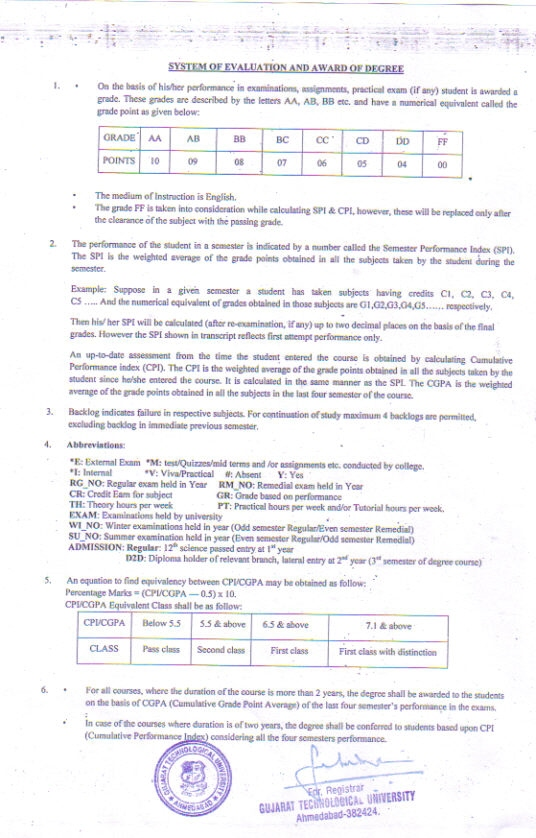 SYSTEM OF EVALUATION AND AWARD OF DEGREE
1. • On the basis of his/her performance in examinations, assignments, practical exam (if any) student is awarded a
grade. These grades are described by the letters AA, AB, BB etc. and have a numerical equivalent called the
grade point as given below:
GRADE AA AB BB BC CC CD DD FF
POINTS 10 09 08 07 06 05 04 00
• The medium of Instruction is English.
• The grade FF is taken into consideration while calculating SPI & CPI, however, these will be replaced only after
the clearance of the subject with the passing grade.
2. The performance of the student in a semester is indicated by a number called the Semester Performance Index (SPI).
The SPI is the weighted average of the grade points obtained in all the subjects taken by the student during the
semester.
Example: Suppose in a given semester a student has taken subjects having credits C1, C2, C3, C4,
C5 ..... And the numerical equivalent of grades obtained in those subjects are G1,G2,G3,G4,G5...... respectively.
Then his/ her SPI will be calculated (after re-examination, if any) up to two decimal places on the basis of the final
grades. However the SPI shown in transcript reflects first attempt performance only.
An up-to-date assessment from the time the student entered the course is obtained by calculating Cumulative
Performance index (CPI). The CPI is the weighted average of the grade points obtained in all the subjects taken by the
student since he/she entered the course. It is calculated in the same manner as the SPI. The CGPA is the weighted
average of the grade points obtained in all the subjects in the last four semester of the course.
3. Backlog indicates failure in respective subjects. For continuation of study maximum 4 backlogs are permitted,
excluding backlog in immediate previous semester.
4. Abbreviations:
*E: External Exam *M: test/Quizzes/mid terms and /or assignments etc. conducted by college.
*I: Internal *V: Viva/Practical #: Absent Y: Yes
RG_NO: Regular exam held in Year RM_NO: Remedial exam held in Year
CR: Credit Earn for subject GR: Grade based on performance
TH: Theory hours per week PT: Practical hours per week and/or Tutorial hours per week.
EXAM: Examinations held by university
WI_NO: Winter examinations held in year (Odd semester Regular/Even semester Remedial)
SU_NO: Summer examination held in year (Even semester Regular/Odd semester Remedial)
ADMISSION: Regular: 12th science passed entry at 1st year
D2D: Diploma holder of relevant branch, lateral entry at 2nd year (3rd semester of degree course)
5. An equation to find equivalency between CPI/CGPA may be obtained as follow:
Percentage Marks = (CPI/CGPA — 0.5) x 10.
CPI/CGPA Equivalent Class shall be as follow:
CPI/CGPA Below 5.5 5.5 & above 6.5 & above 7.1 & above
CLASS Pass class Second class First class First class with distinction
6. • For all courses, where the duration of the course is more than 2 years, the degree shall be awarded to the students
on the basis of CGPA (Cumulative Grade Point Average) of the last four semester's performance in the exams.
• In case of the courses where duration is of two years, the degree shall be conferred to students based upon CPI
(Cumulative Performance Index) considering all the four semesters performance.
GUJARAT TECHNOLOGICAL UNIVERSITY
AHMEDABAD
For, Registrar
GUJARAT TECHNOLOGICAL UNIVERSITY
Ahmedabad-382424.